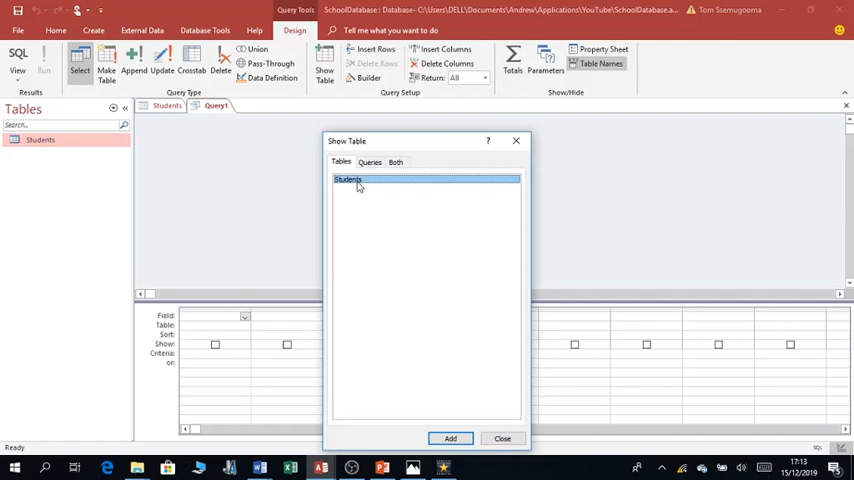 Query Tools
SchoolDatabase : Database- C:\Users\DELL\Documents\Andrew\Applications\YouTube\SchoolDatabase.a...
Tom Ssemugooma
File
Home
Create
External Data
Database Tools
Help
Design
Tell me what you want to do
SQL
View
Run
Select
Make
Table
Append
Update
Crosstab
Delete
Union
Pass-Through
Data Definition
Show
Table
Insert Rows
Delete Rows
Builder
Insert Columns
Delete Columns
Return:
All
Totals
Parameters
Property Sheet
Table Names
Results
Query Type
Query Setup
Show/Hide
Tables
Search...
Students
Students
Query1
Show Table
?
Tables
Queries
Both
Students
Add
Close
Field:
Table:
Sort:
Show:
Criteria:
or:
Ready
SQL
17:13
15/12/2019